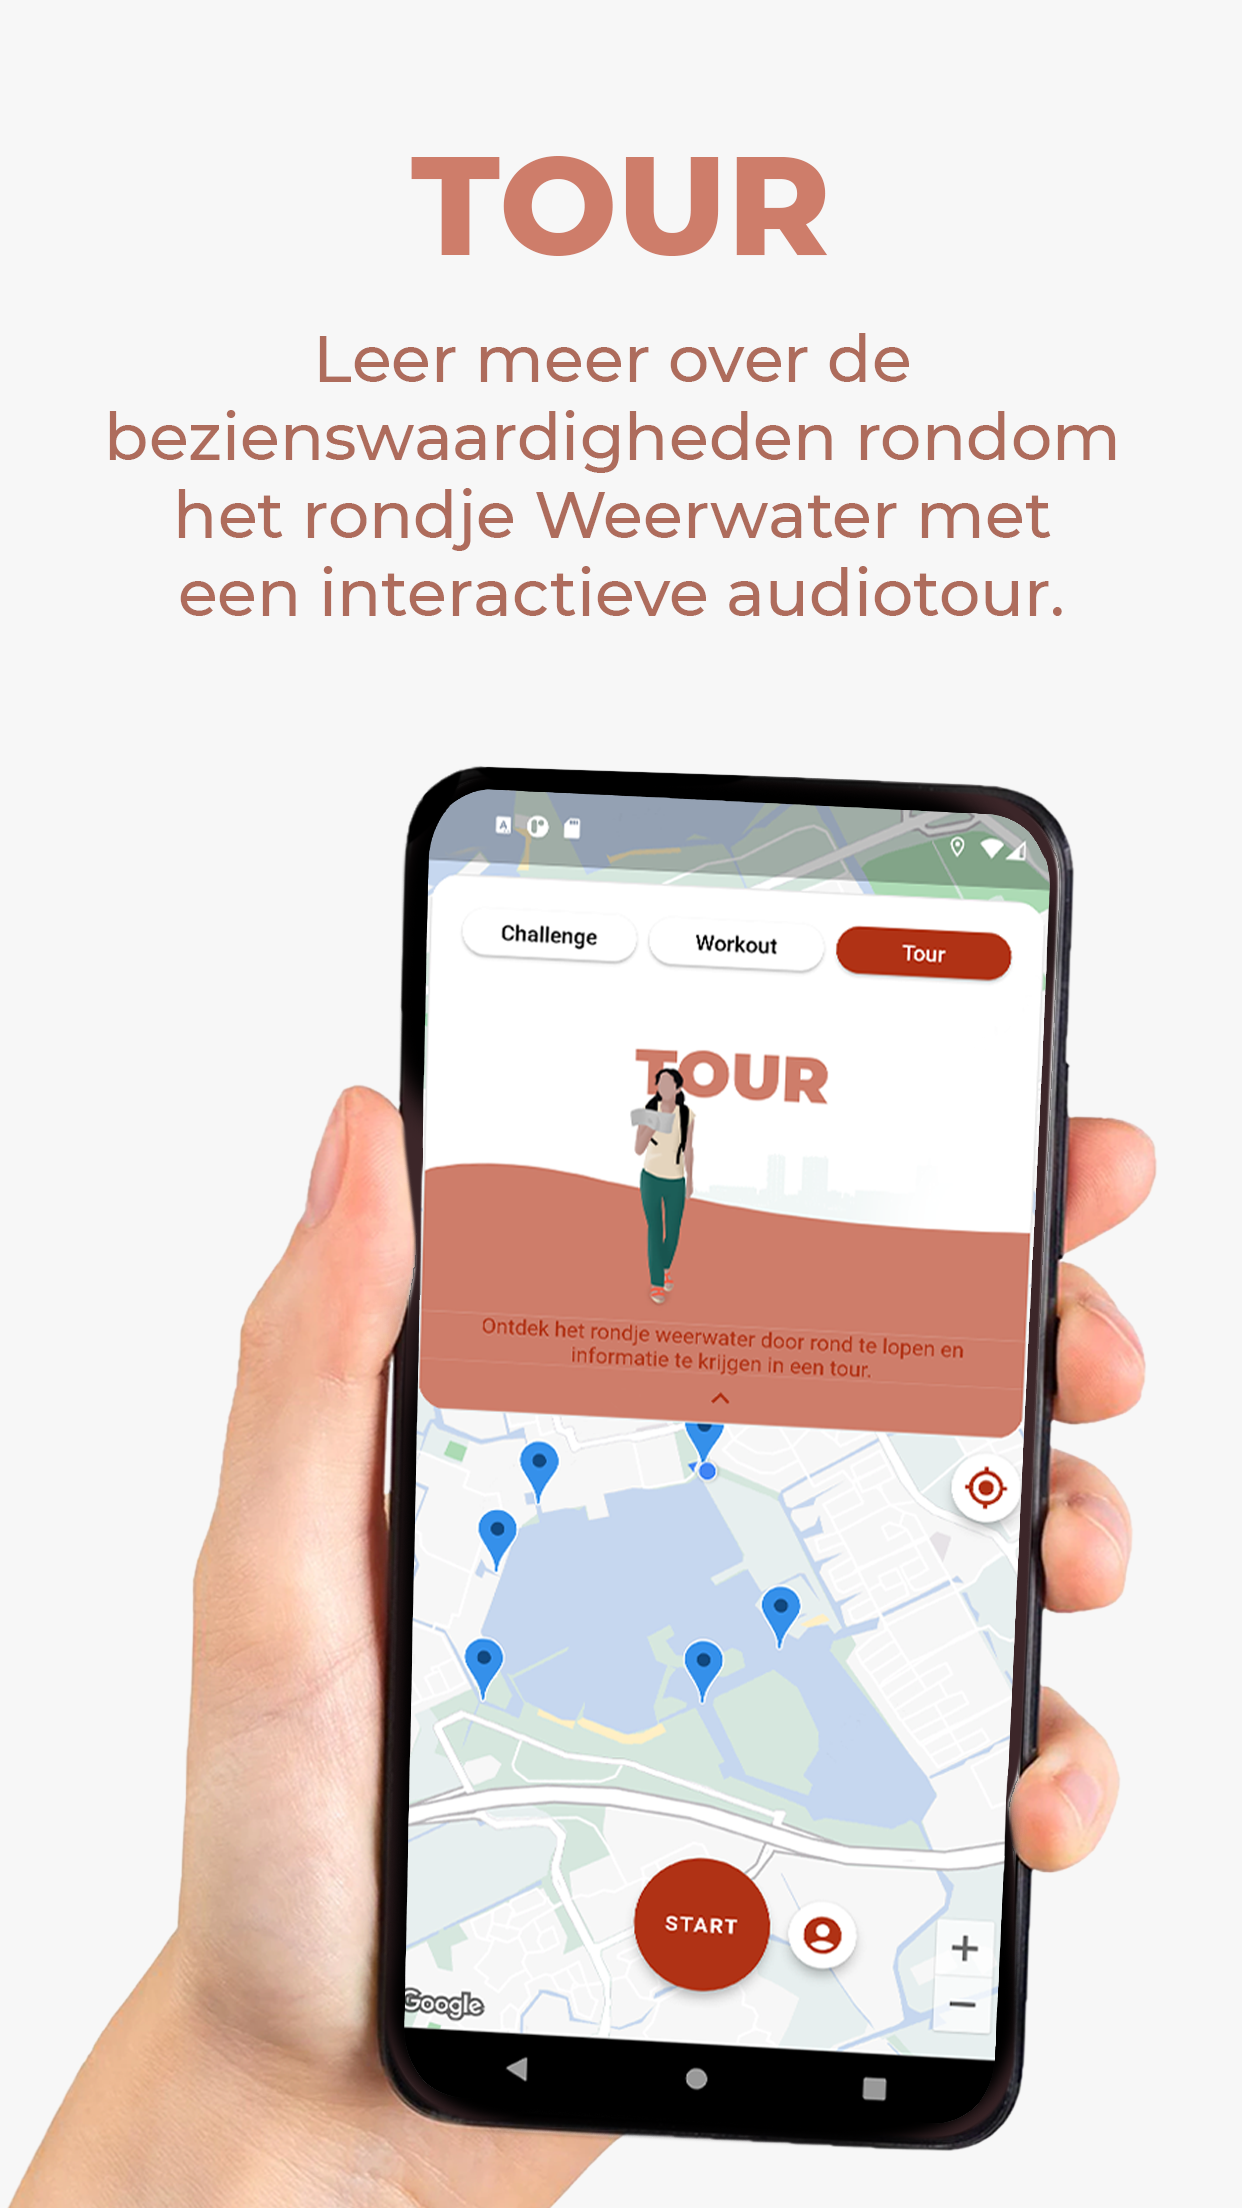 TOUR
Leer meer over de
bezienswaardigheden rondom
het rondje Weerwater met
een interactieve audiotour.
Challenge
Workout
Tour
TOUR
Ontdek het rondje weerwater door rond te lopen en
informatie te krijgen in een tour.
START
Google